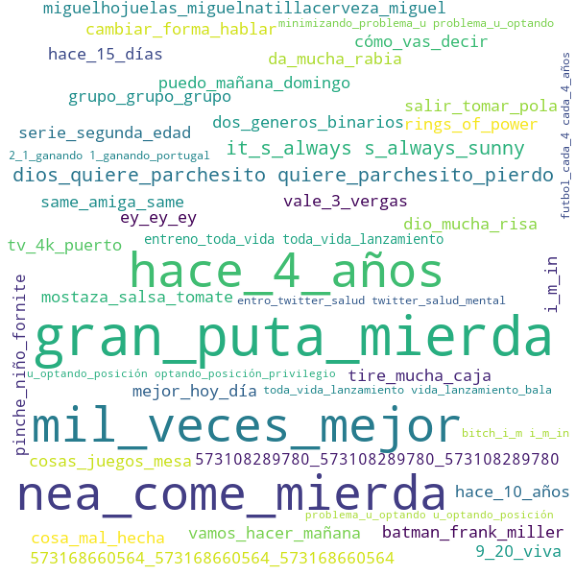 miguelhojuelas_miguelnatillacerveza_miguel
minimizando_problema_u problema_u_optando
cambiar_forma_hablar
cómo_vas_decir
hace_15_días
da_mucha_rabia
puedo_mañana_domingo
grupo_grupo_grupo
futbol_cada_4 cada_4_años
salir_tomar_pola
dos_generos_binarios
rings_of_power
serie_segunda_edad
it_s_always s_always_sunny
2_1_ganando 1_ganando_portugal
dios_quiere_parchesito quiere_parchesito_pierdo
same_amiga_same
vale_3_vergas
ey_ey_ey
dio_mucha_risa
tv_4k_puerto
entreno_toda_vida toda_vida_lanzamiento
hace_4_años
i_m_in
mostaza_salsa_tomate
entro_twitter_salud twitter_salud_mental
pinche_niño_fornite
gran_puta_mierda
u_optando_posición optando_posición_privilegio
tire_mucha_caja
mejor_hoy_día
toda_vida_lanzamiento vida_lanzamiento_bala
mil_veces_mejor
bitch_i_m i_m_in
cosas_juegos_mesa
573108289780_573108289780_573108289780
nea_come_mierda
hace_10_años
problema_u_optando u_optando_posición
cosa_mal_hecha
vamos_hacer_mañana
batman_frank_miller
573168660564_573168660564_573168660564
9_20_viva